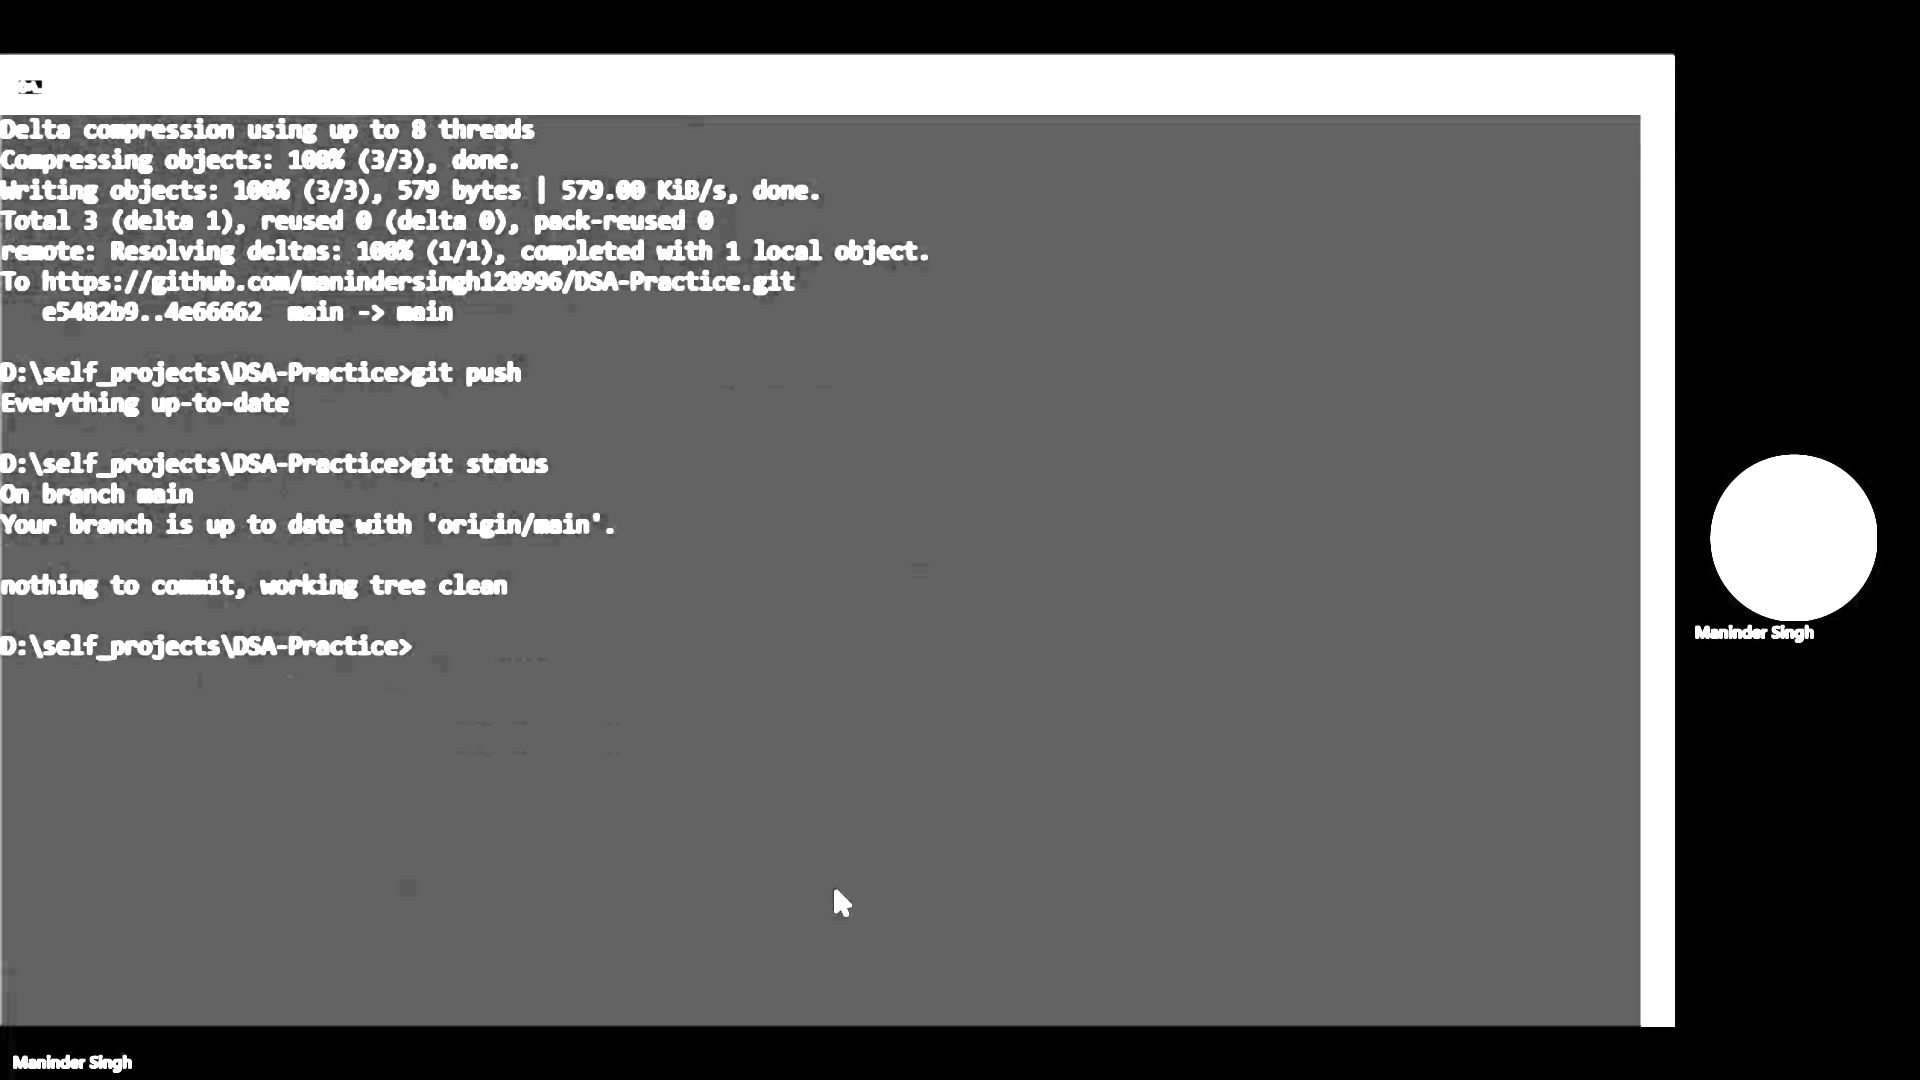 Delta compression using up to 8 threads
Compressing objects: 100% (3/3), done.
Writing objects: 100% (3/3), 579 bytes | 579.00 KiB/s, done.
Total 3 (delta 1), reused 0 (delta 0), pack-reused 0
remote: Resolving deltas: 100% (1/1), completed with 1 local object.
To https://github.com/manindersingh120996/DSA-Practice.git
   e5482b9..4e66662  main -> main
D:\self_projects\DSA-Practice>git push
Everything up-to-date
D:\self_projects\DSA-Practice>git status
On branch main
Your branch is up to date with 'origin/main'.
nothing to commit, working tree clean
D:\self_projects\DSA-Practice>
Maninder Singh
Maninder Singh